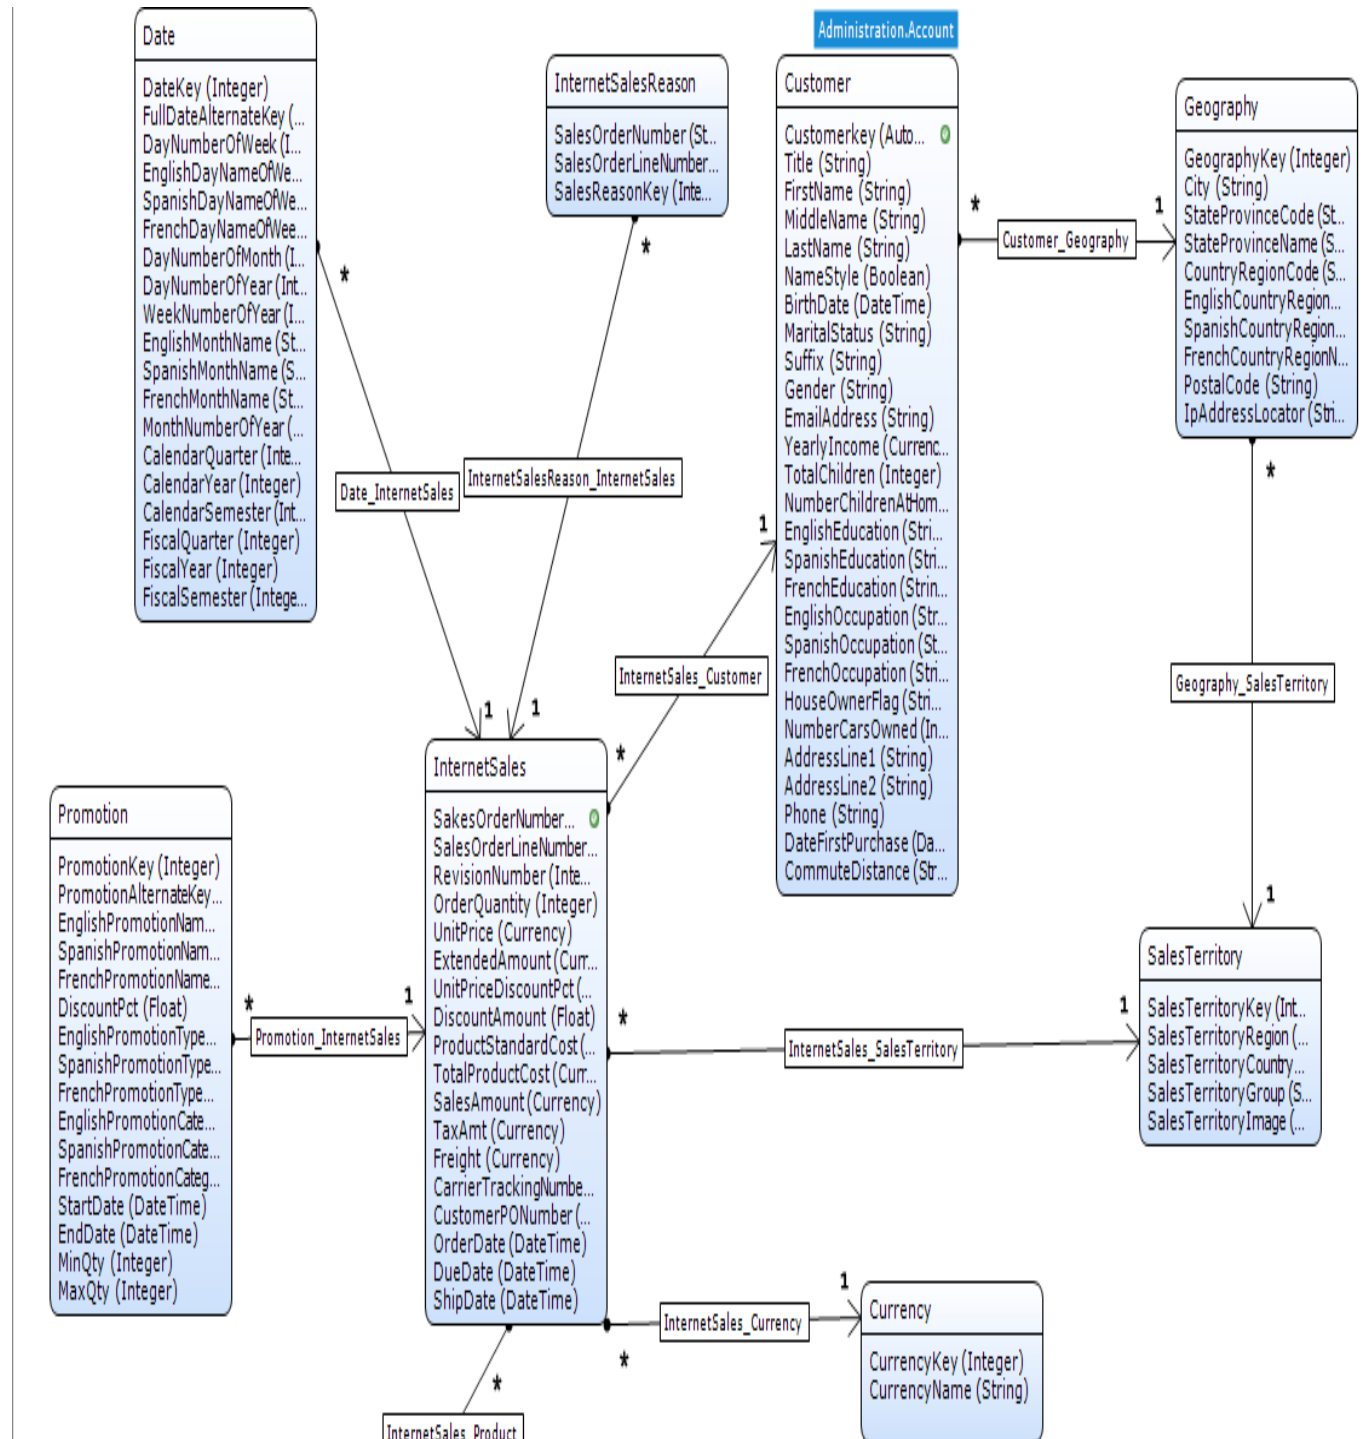 Date
DateKey (Integer)
FullDateAlternateKey (...
DayNumberOfWeek (I...
EnglishDayNameOfWe...
SpanishDayNameOfWe...
FrenchDayNameOfWee...
DayNumberOfMonth (I...
DayNumberOfYear (Int...
WeekNumberOfYear (I...
EnglishMonthName (St...
SpanishMonthName (S...
FrenchMonthName (St...
MonthNumberOfYear (...
CalendarQuarter (Inte...
CalendarYear (Integer)
CalendarSemester (Int...
FiscalQuarter (Integer)
FiscalYear (Integer)
FiscalSemester (Intege...
*
Date_InternetSales
1
InternetSalesReason
SalesOrderNumber (St...
SalesOrderLineNumber...
SalesReasonKey (Inte...
*
InternetSalesReason_InternetSales
1
Administration.Account
Customer
Customerkey (Auto...
Title (String)
FirstName (String)
MiddleName (String)
LastName (String)
NameStyle (Boolean)
BirthDate (DateTime)
MaritalStatus (String)
Suffix (String)
Gender (String)
EmailAddress (String)
YearlyIncome (Currenc...
TotalChildren (Integer)
NumberChildrenAtHom...
EnglishEducation (Stri...
SpanishEducation (Stri...
FrenchEducation (Strin...
EnglishOccupation (Str...
SpanishOccupation (St...
FrenchOccupation (Stri...
HouseOwnerFlag (Stri...
NumberCarsOwned (In...
AddressLine1 (String)
AddressLine2 (String)
Phone (String)
DateFirstPurchase (Da...
CommuteDistance (Str...
*
Customer_Geography
1
Geography
GeographyKey (Integer)
City (String)
StateProvinceCode (St...
StateProvinceName (S...
CountryRegionCode (S...
EnglishCountryRegion...
SpanishCountryRegion...
FrenchCountryRegionN...
PostalCode (String)
IpAddressLocator (Stri...
*
Geography_SalesTerritory
1
1
InternetSales_Customer
*
Promotion
PromotionKey (Integer)
PromotionAlternateKey...
EnglishPromotionNam...
SpanishPromotionNam...
FrenchPromotionName...
DiscountPct (Float)
EnglishPromotionType...
SpanishPromotionType...
FrenchPromotionType...
EnglishPromotionCate...
SpanishPromotionCate...
FrenchPromotionCateg...
StartDate (DateTime)
EndDate (DateTime)
MinQty (Integer)
MaxQty (Integer)
*
Promotion_InternetSales
1
InternetSales
SakesOrderNumber...
SalesOrderLineNumber...
RevisionNumber (Inte...
OrderQuantity (Integer)
UnitPrice (Currency)
ExtendedAmount (Curr...
UnitPriceDiscountPct (...
DiscountAmount (Float)
ProductStandardCost (...
TotalProductCost (Curr...
SalesAmount (Currency)
TaxAmt (Currency)
Freight (Currency)
CarrierTrackingNumbe...
CustomerPONumber (...
OrderDate (DateTime)
DueDate (DateTime)
ShipDate (DateTime)
*
InternetSales_SalesTerritory
1
SalesTerritory
SalesTerritoryKey (Int...
SalesTerritoryRegion (...
SalesTerritoryCountry...
SalesTerritoryGroup (S...
SalesTerritoryImage (...
*
InternetSales_Currency
1
Currency
CurrencyKey (Integer)
CurrencyName (String)
*
InternetSales_Product